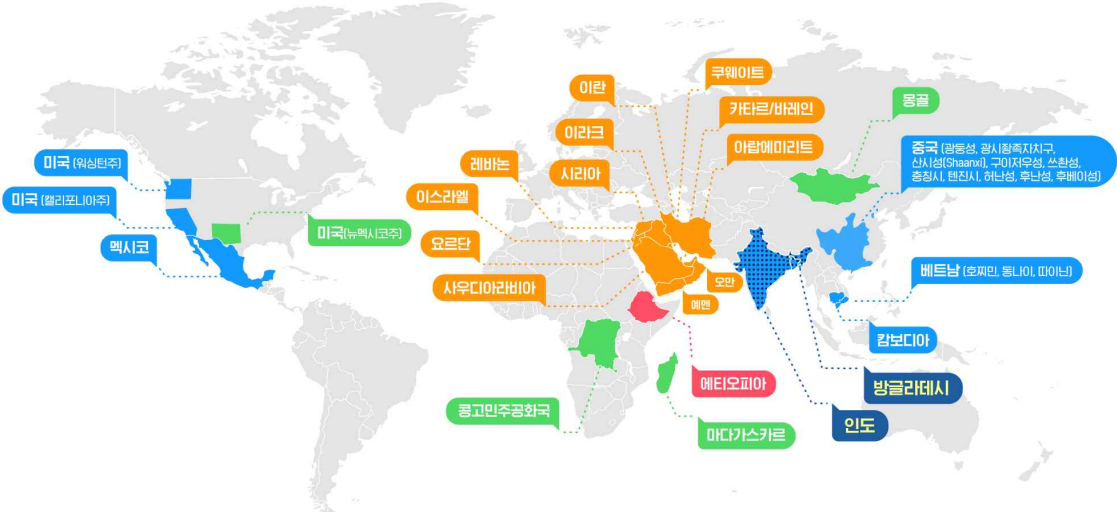 쿠웨이트
이란
카타르/바레인
몽골
이라크
아랍에미리트
중국 (광둥성, 광시좡족자치구,
산시성(Shaanxi), 구이저우성, 쓰촨성,
충칭시, 텐진시, 허난성, 후난성, 후베이성)
레바논
시리아
미국 (워싱턴주)
이스라엘
미국 (캘리포니아주)
미국(뉴멕시코주)
요르단
멕시코
베트남 (호찌민, 동나이, 따이닌)
사우디아라비아
오만
예멘
캄보디아
에티오피아
방글라데시
콩고민주공화국
인도
마다가스카르